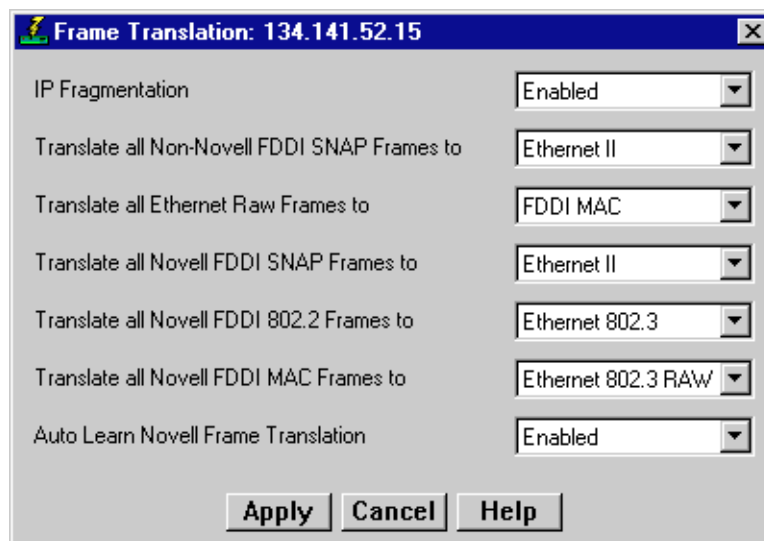 Frame Translation: 134.141.52.15
IP Fragmentation Enabled
Translate all Non-Novell FDDI SNAP Frames to Ethernet II
Translate all Ethernet Raw Frames to FDDI MAC
Translate all Novell FDDI SNAP Frames to Ethernet II
Translate all Novell FDDI 802.2 Frames to Ethernet 802.3
Translate all Novell FDDI MAC Frames to Ethernet 802.3 RAW
Auto Learn Novell Frame Translation Enabled
Apply Cancel Help